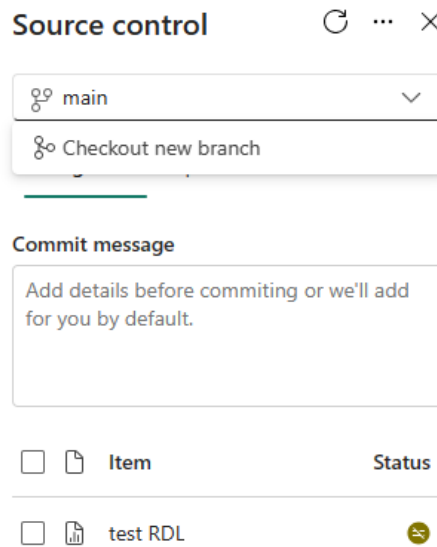 Source control
main
Checkout new branch
Commit message
Add details before commiting or we'll add
for you by default.
Item Status
test RDL